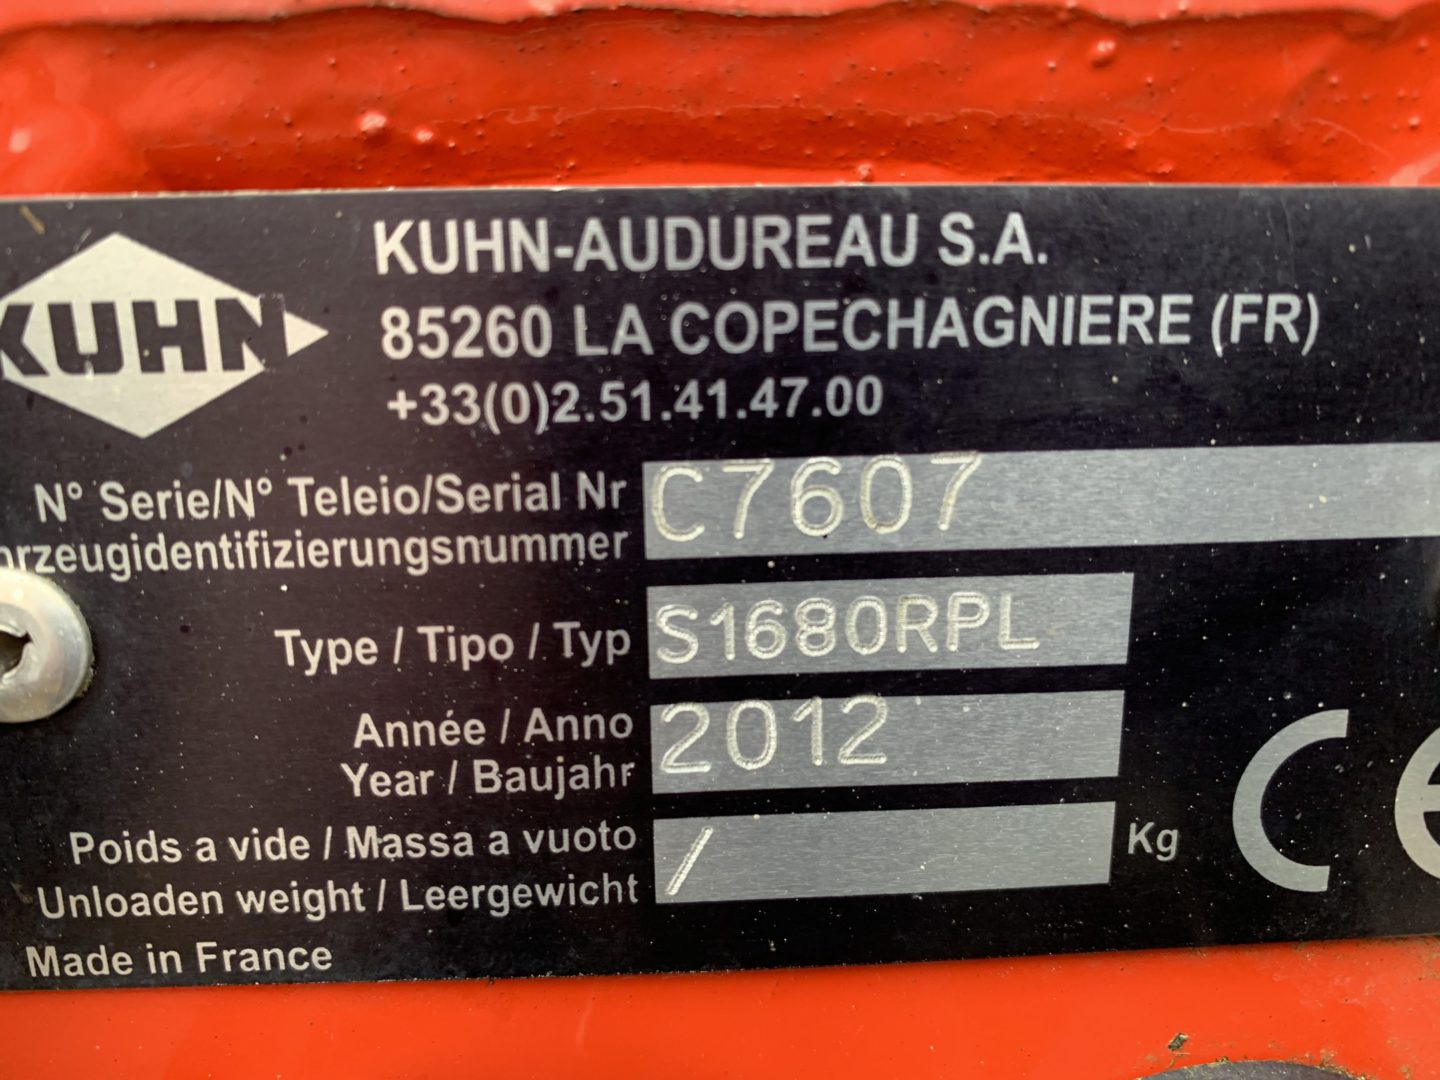 KUHN
KUHN-AUDUREAU S.A.
85260 LA COPECHAGNIERE (FR)
+33(0)2.51.41.47.00
N° Serie/N° Teleio/Serial Nr
orzeugidentifizierungsnummer
C7607
Type / Tipo / Typ
S1680RPL
Année / Anno
Year / Baujahr
2012
Poids a vide / Massa a vuoto
Unloaden weight / Leergewicht
/
Kg
Made in France
CE